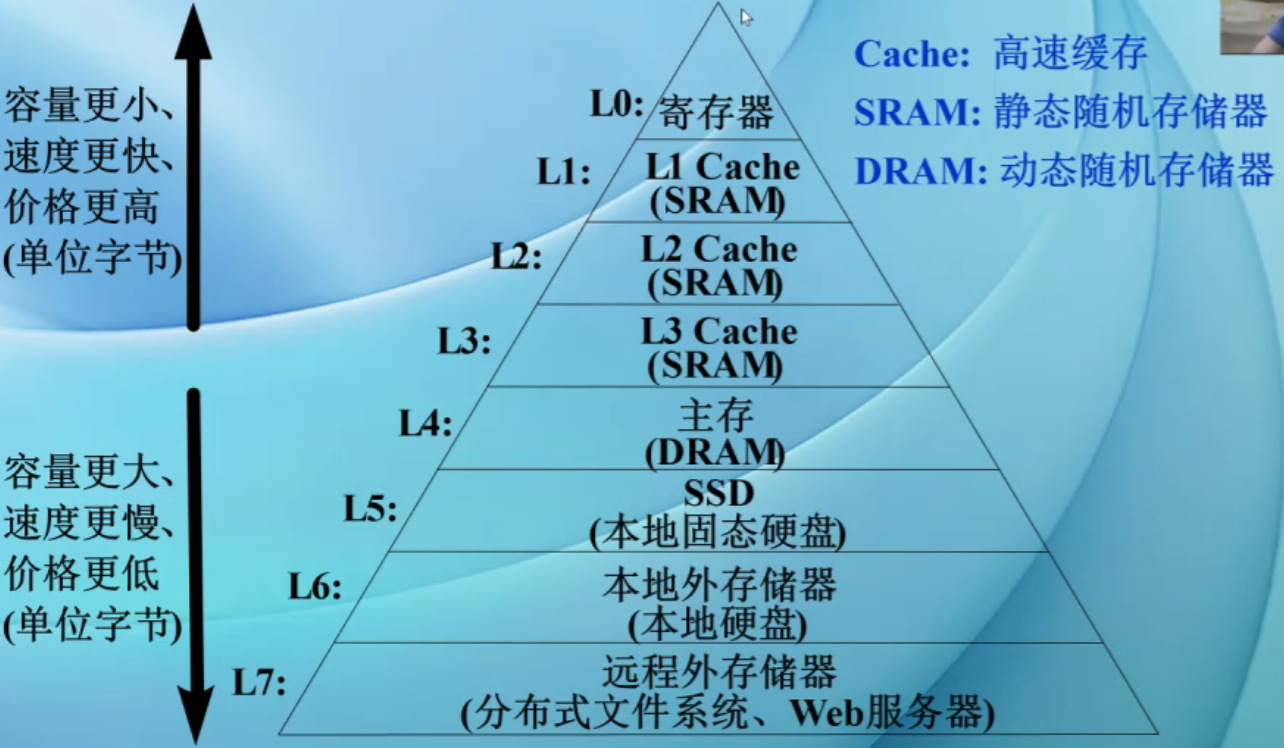 容量更小、
速度更快、
价格更高
(单位字节)
容量更大、
速度更慢、
价格更低
(单位字节)
L0: 寄存器
L1: L1 Cache
(SRAM)
L2: L2 Cache
(SRAM)
L3: L3 Cache
(SRAM)
L4: 主存
(DRAM)
L5: SSD
(本地固态硬盘)
L6: 本地外存储器
(本地硬盘)
L7: 远程外存储器
(分布式文件系统、Web服务器)
Cache: 高速缓存
SRAM: 静态随机存储器
DRAM: 动态随机存储器